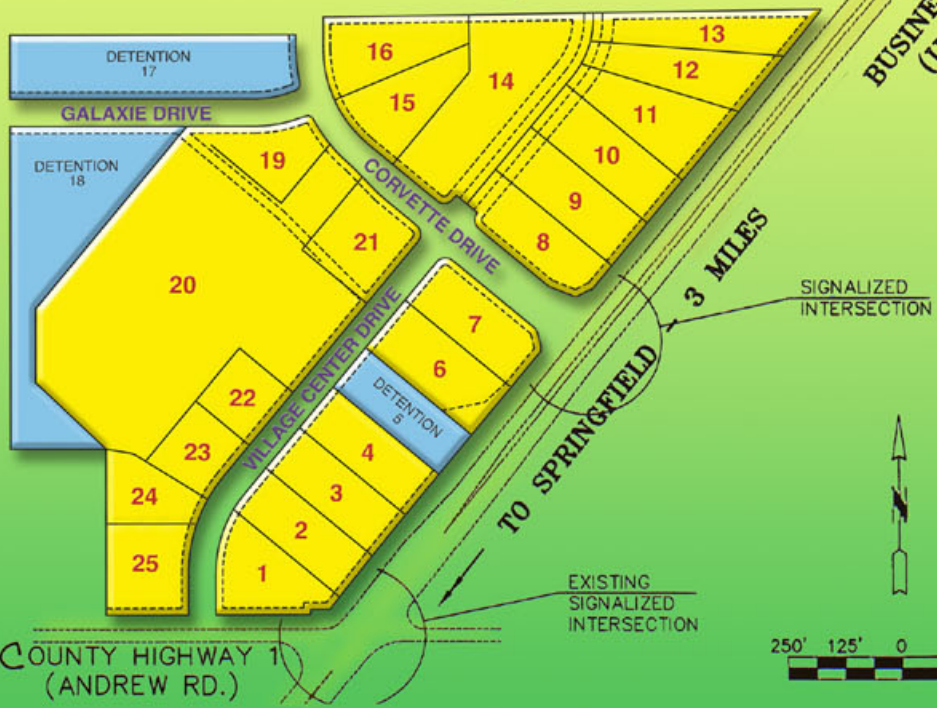 BUSINE
(U
16
15
14
13
12
11
10
9
8
DETENTION
17
GALAXIE DRIVE
DETENTION
18
19
CORVETTE DRIVE
21
20
VILLAGE CENTER DRIVE
7
6
DETENTION
5
4
3
2
1
22
23
24
25
TO SPRINGFIELD 3 MILES
SIGNALIZED
INTERSECTION
EXISTING
SIGNALIZED
INTERSECTION
N
COUNTY HIGHWAY 1
(ANDREW RD.)
250' 125' 0